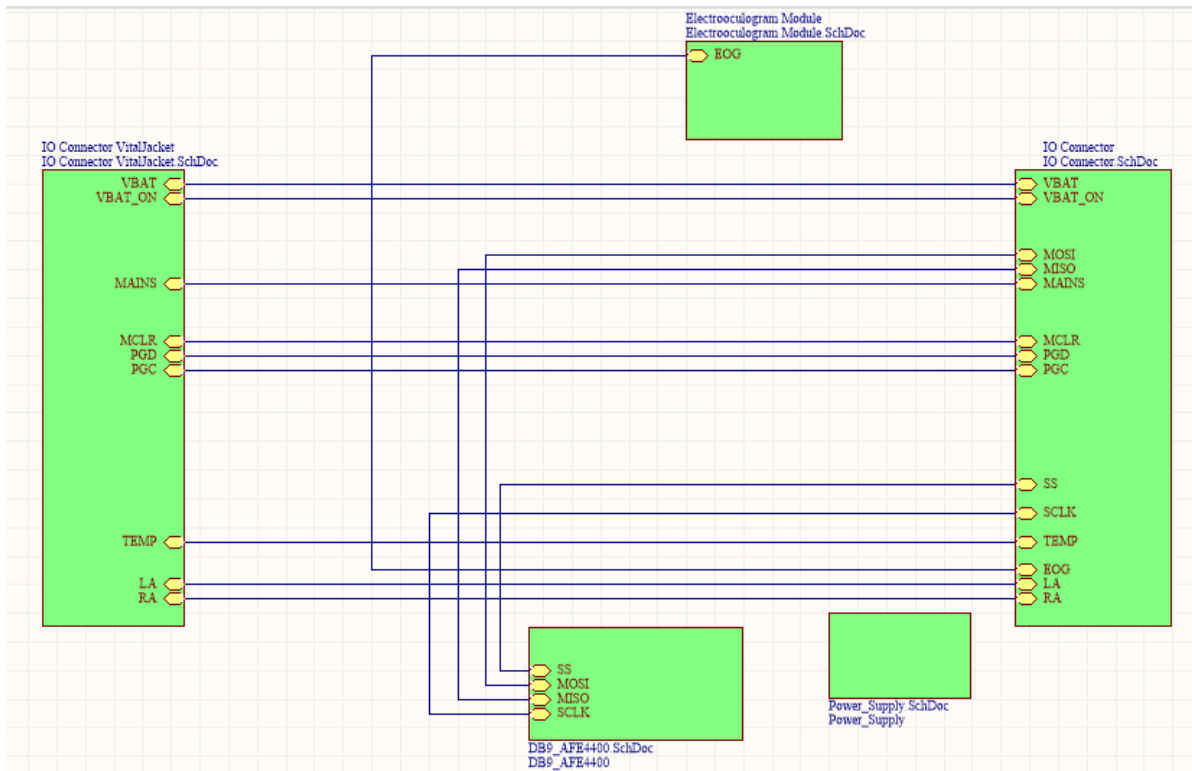 Electrooculogram Module
Electrooculogram Module.SchDoc
EOG
IO Connector VitalJacket
IO Connector VitalJacket.SchDoc
VBAT
VBAT_ON
MAINS
MCLR
PGD
PGC
TEMP
LA
RA
IO Connector
IO Connector.SchDoc
VBAT
VBAT_ON
MOSI
MISO
MAINS
MCLR
PGD
PGC
SS
SCLK
TEMP
EOG
LA
RA
SS
MOSI
MISO
SCLK
DB9_AFE4400.SchDoc
DB9_AFE4400
Power_Supply.SchDoc
Power_Supply